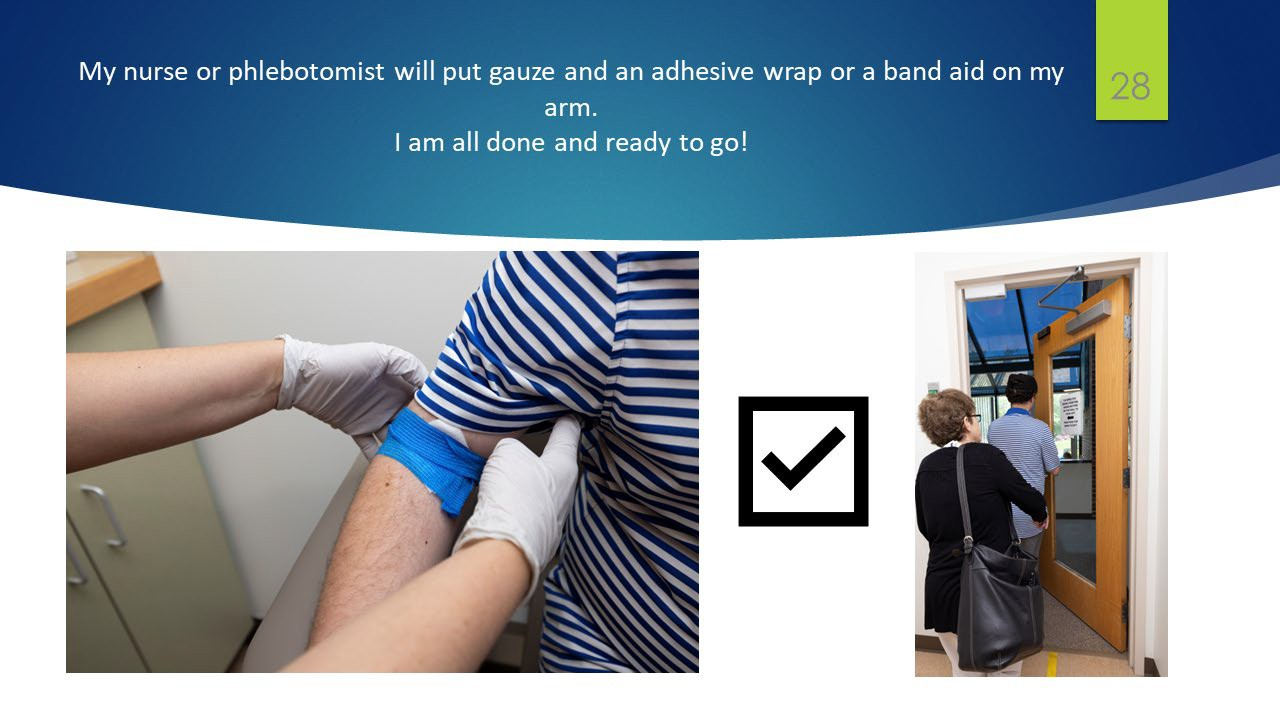 My nurse or phlebotomist will put gauze and an adhesive wrap or a band aid on my
arm.
I am all done and ready to go!
28